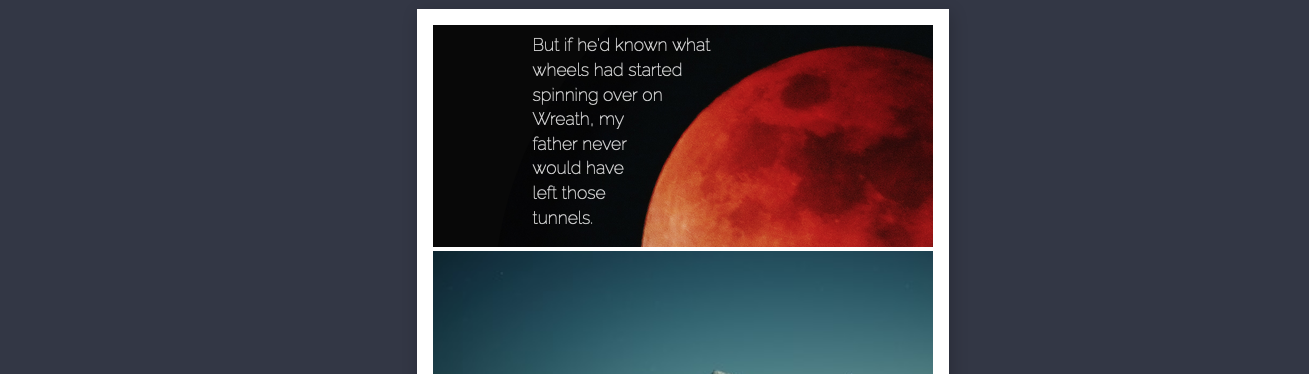 But if he'd known what
wheels had started
spinning over on
Wreath, my
father never
would have
left those
tunnels.